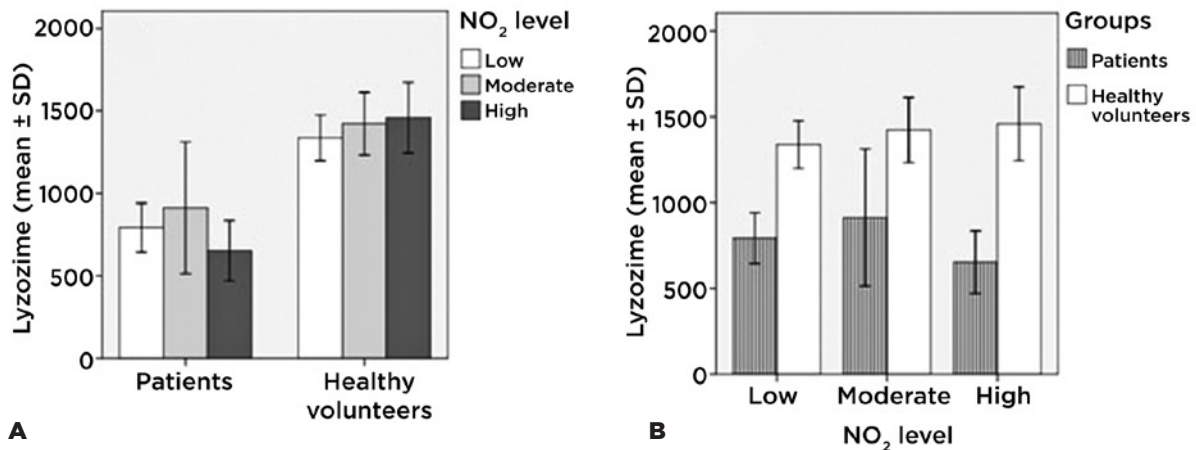 2000
1500
1000
500
0
Lyzozime (mean ± SD)
NO₂ level
Low
Moderate
High
Patients
Healthy
volunteers
A
2000
1500
1000
500
0
Lyzozime (mean ± SD)
Groups
Patients
Healthy
volunteers
Low
Moderate
High
NO₂ level
B